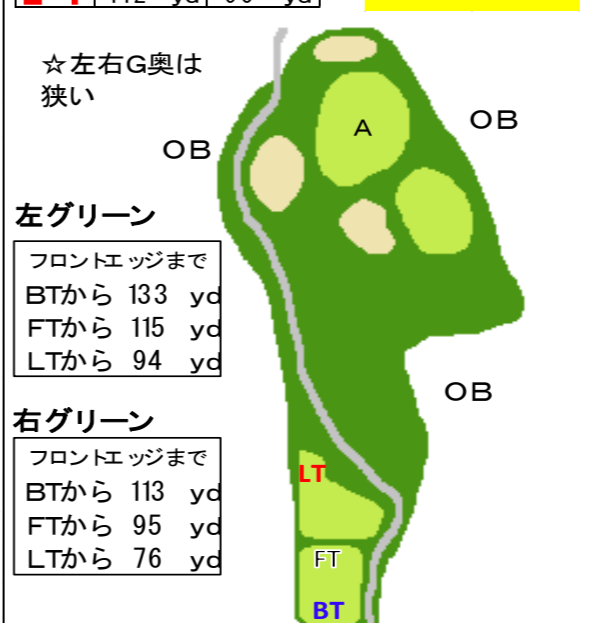 ☆左右G奥は
狭い
OB
A
OB
左グリーン
フロントエッジまで
BTから 133 yd
FTから 115 yd
LTから 94 yd
OB
右グリーン
フロントエッジまで
BTから 113 yd
FTから 95 yd
LTから 76 yd
LT
FT
BT